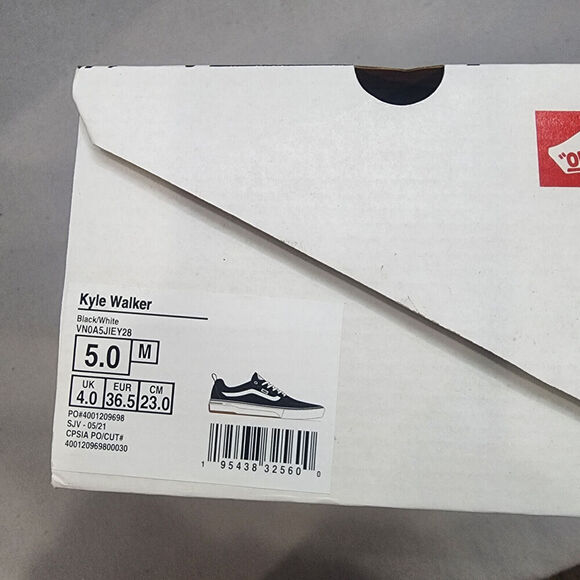 "OF
Kyle Walker
Black/White
VN0A5JIEY28
5.0 M
UK EUR CM
4.0 36.5 23.0
PO#4001209698
SJV - 05/21
CPSIA PO/CUT#
400120969800030
1 95438 32560 0